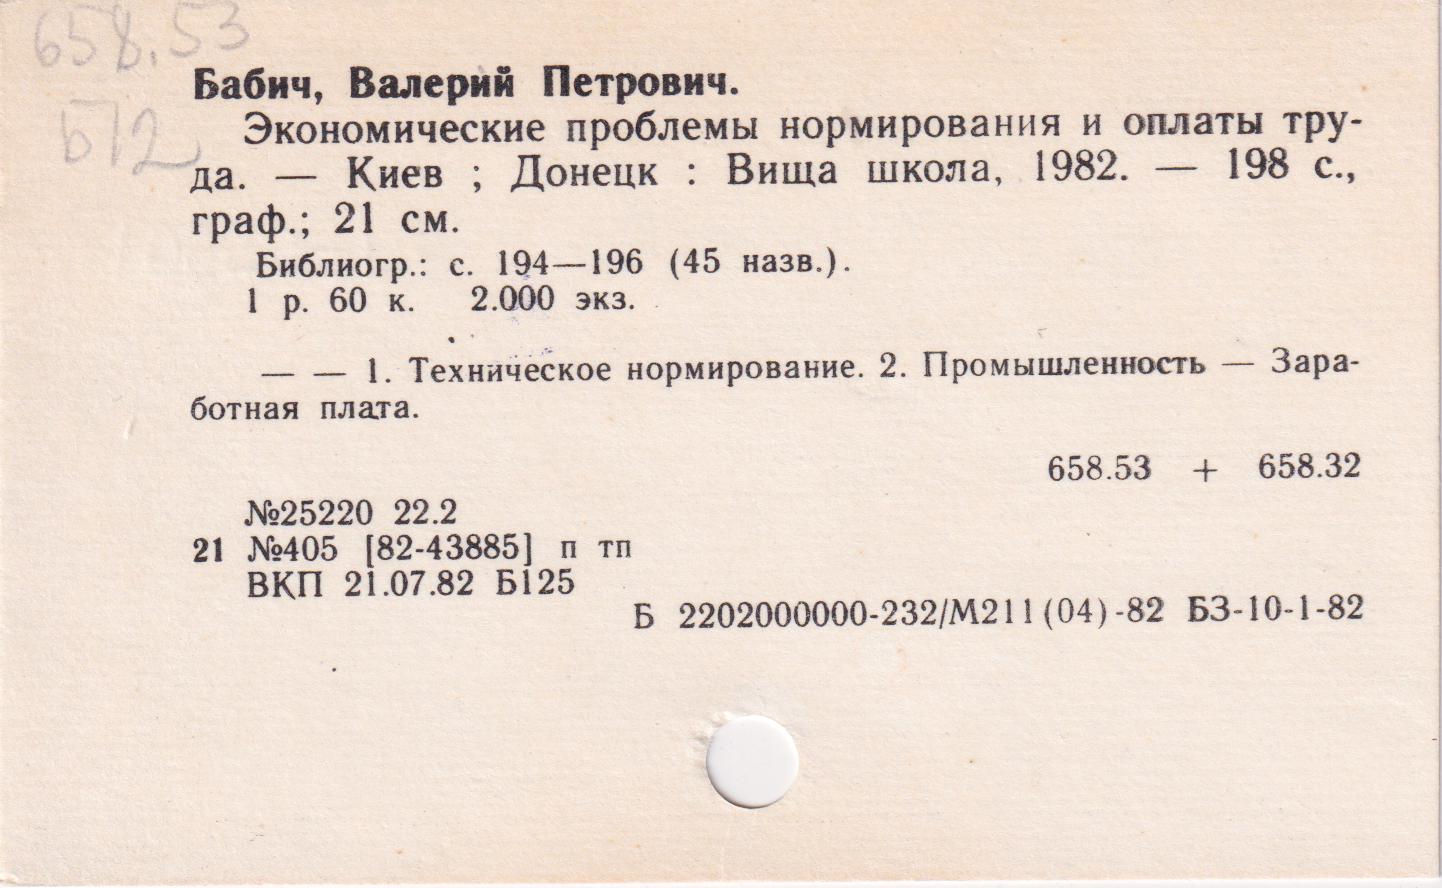 658.53
Б12
Бабич, Валерий Петрович.
Экономические проблемы нормирования и оплаты тру-
да. — Киев ; Донецк : Вища школа, 1982. — 198 с.,
граф.; 21 см.
Библиогр.: с. 194—196 (45 назв.).
1 р. 60 к. 2.000 экз.
— — 1. Техническое нормирование. 2. Промышленность — Зара-
ботная плата.
658.53 + 658.32
№25220 22.2
21 №405 [82-43885] п тп
ВКП 21.07.82 Б125
Б 2202000000-232/М211(04)-82 БЗ-10-1-82